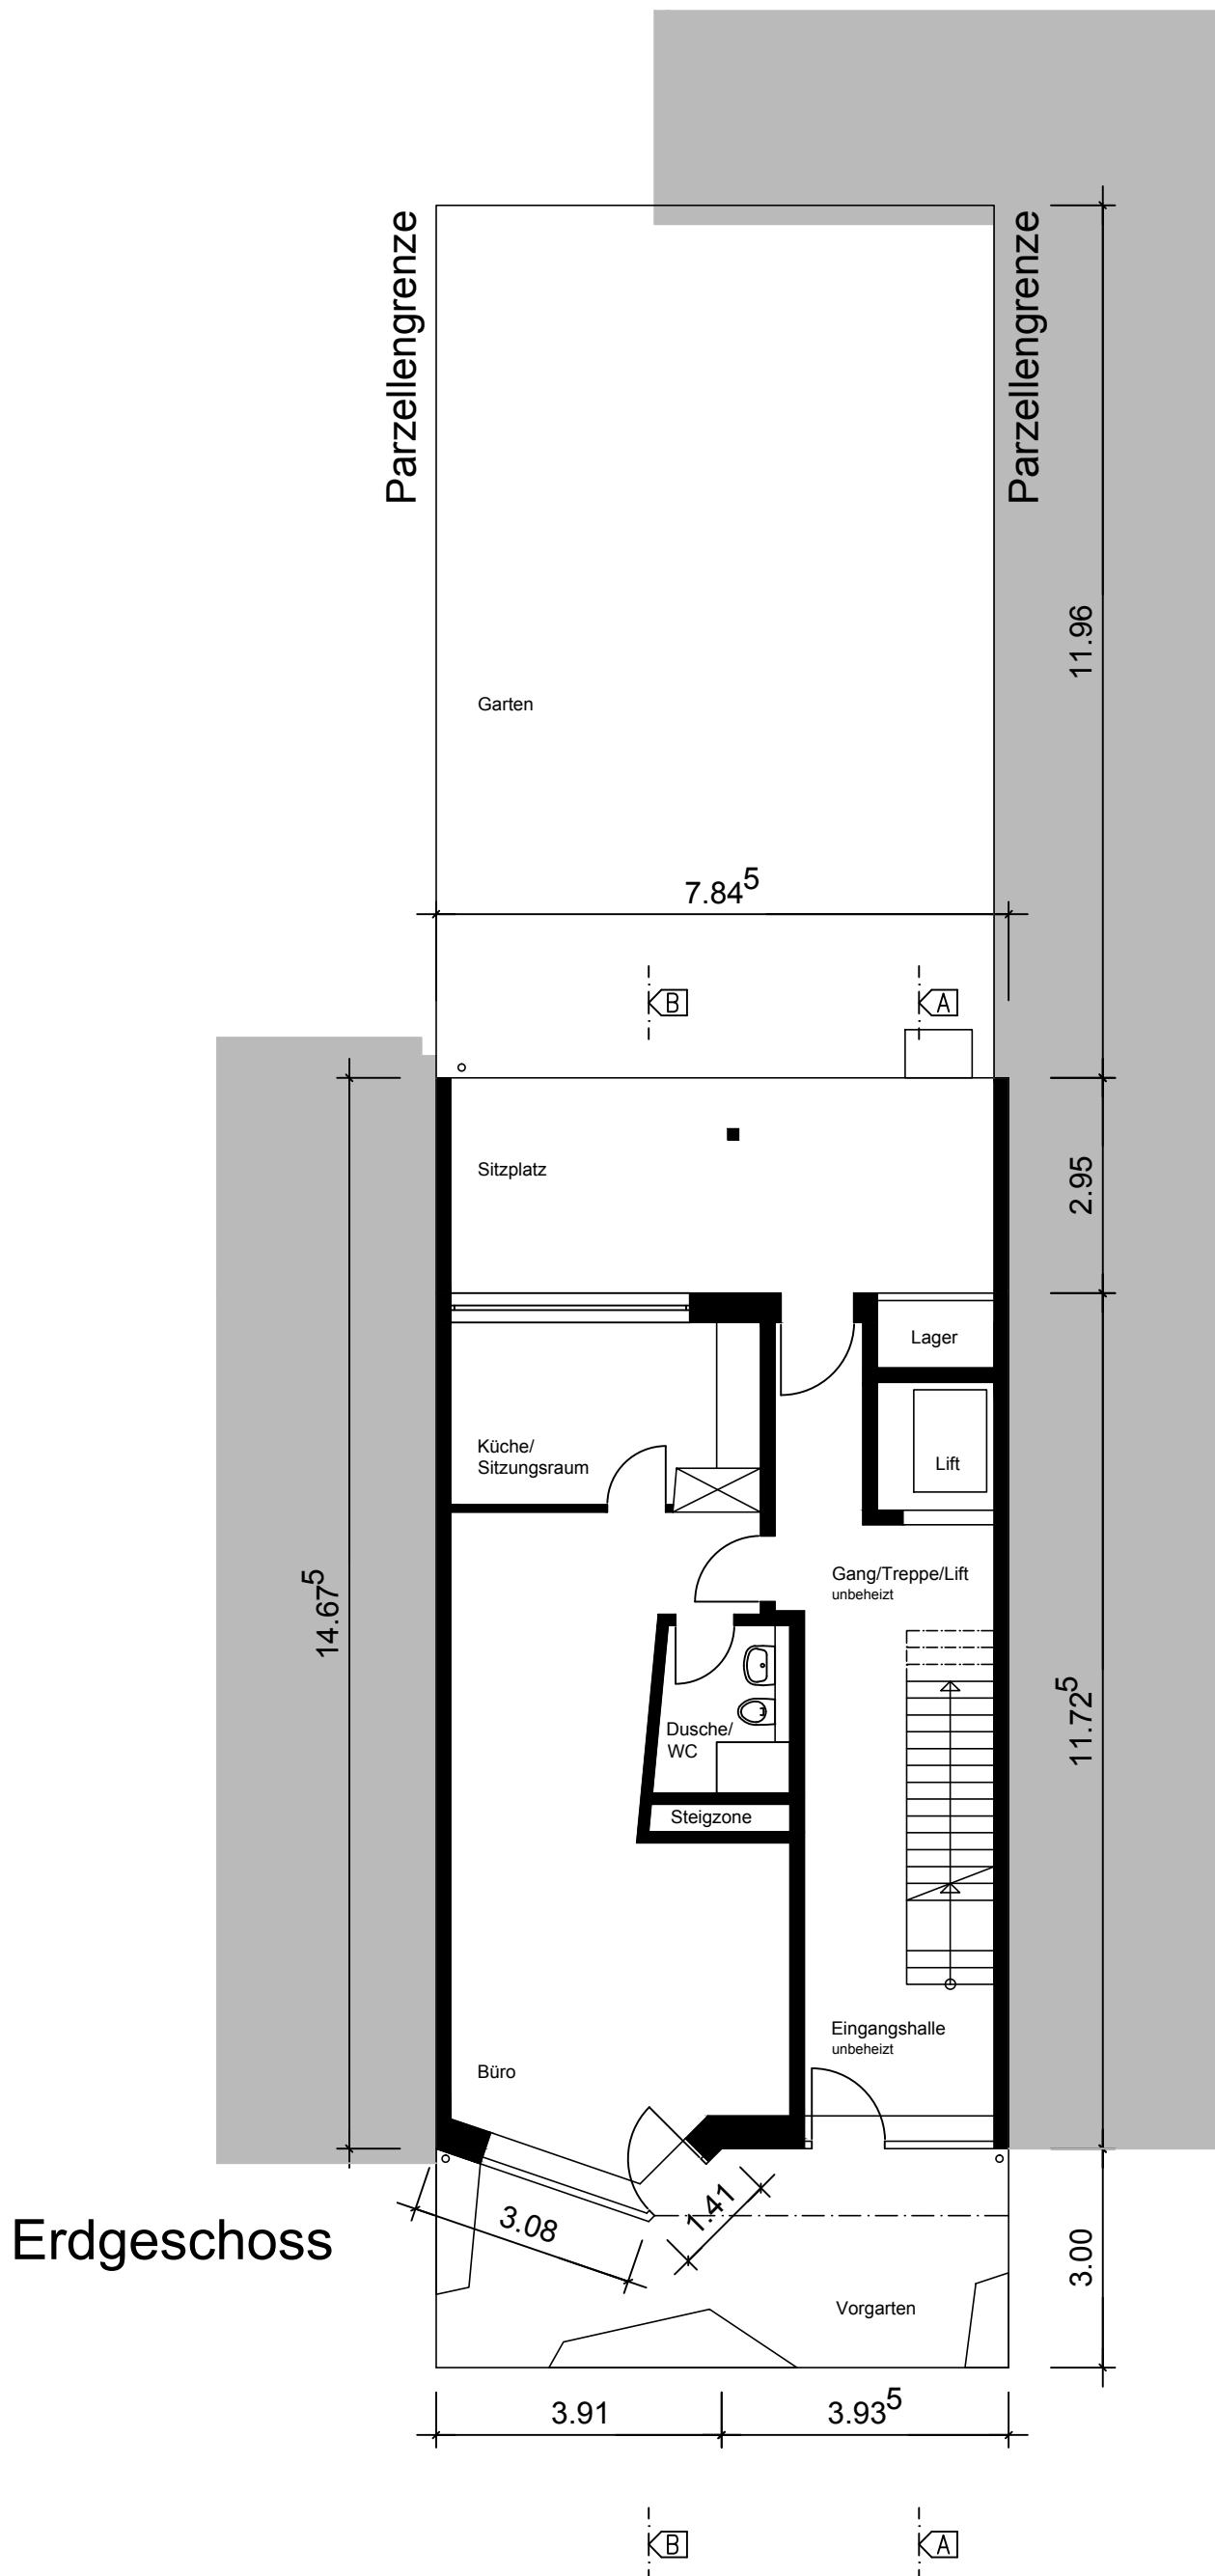 Parzellengrenze
Parzellengrenze
11.96
Garten
7.84⁵
B
A
Sitzplatz
2.95
Lager
Küche/
Sitzungsraum
Lift
14.67⁵
Gang/Treppe/Lift
unbeheizt
11.72⁵
Dusche/
WC
Steigzone
Eingangshalle
unbeheizt
Büro
Erdgeschoss
3.08
1.41
3.00
Vorgarten
3.91
3.93⁵
B
A